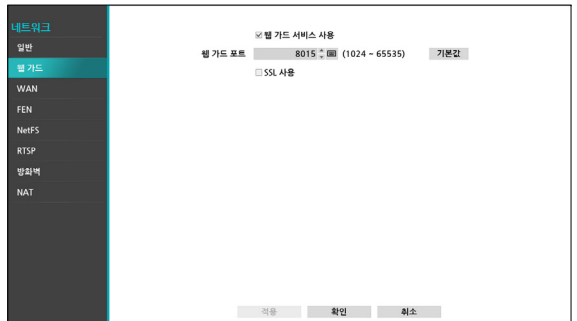 네트워크
일반
웹 가드
WAN
FEN
NetFS
RTSP
방화벽
NAT
웹 가드 서비스 사용
웹 가드 포트 8015 (1024 ~ 65535) 기본값
SSL 사용
적용 확인 취소